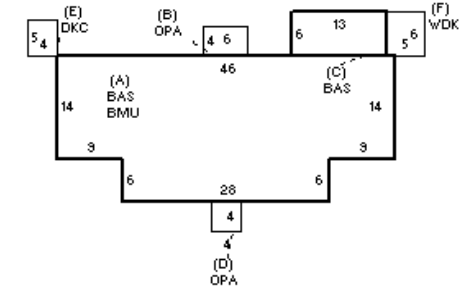 (E)
DKC
5
4
(B)
OPA
4 6
6
13
(F)
WDK
5
6
46
(C)
BAS
(A)
BAS
BMU
14
14
9
9
6
28
6
4
4
(D)
OPA